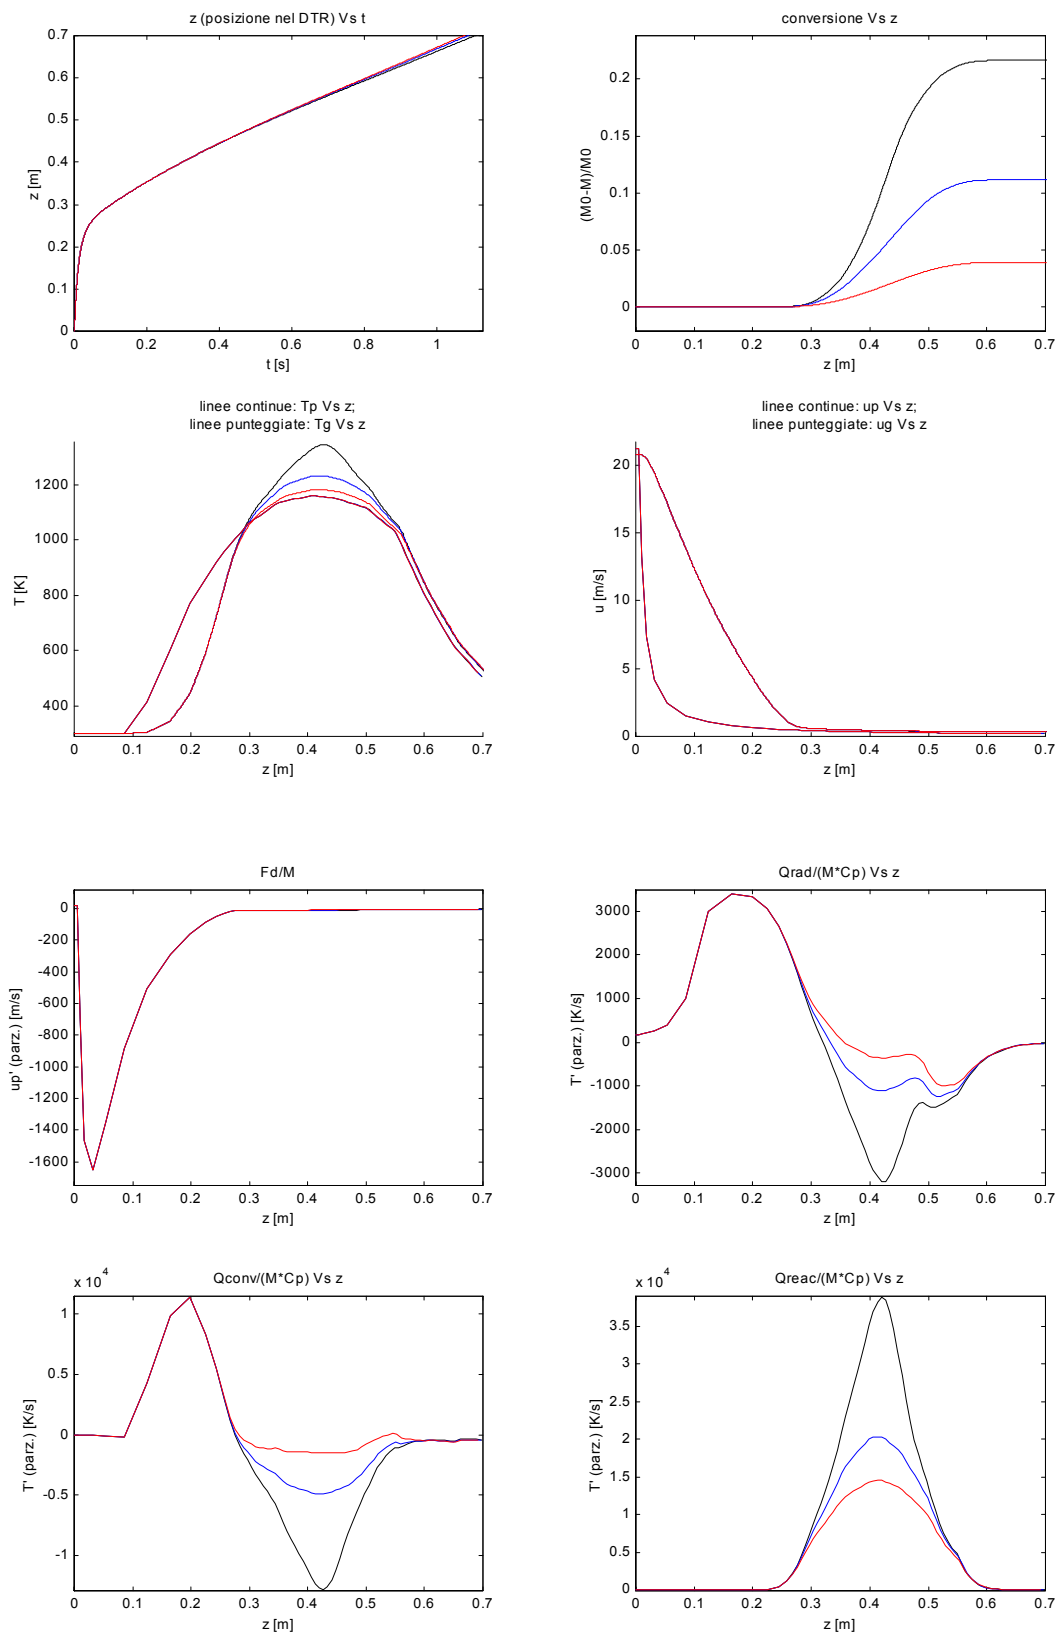 z (posizione nel DTR) Vs t
0.7
0.6
0.5
0.4
0.3
0.2
0.1
0
z [m]
0 0.2 0.4 0.6 0.8 1
t [s]
conversione Vs z
0.2
0.15
0.1
0.05
0
(M0-M)/M0
0 0.1 0.2 0.3 0.4 0.5 0.6 0.7
z [m]
linee continue: Tp Vs z;
linee punteggiate: Tg Vs z
1200
1000
800
600
400
T [K]
0 0.1 0.2 0.3 0.4 0.5 0.6 0.7
z [m]
linee continue: up Vs z;
linee punteggiate: ug Vs z
20
15
10
5
0
u [m/s]
0 0.1 0.2 0.3 0.4 0.5 0.6 0.7
z [m]
Fd/M
0
-200
-400
-600
-800
-1000
-1200
-1400
-1600
up' (parz.) [m/s]
0 0.1 0.2 0.3 0.4 0.5 0.6 0.7
z [m]
Qrad/(M*Cp) Vs z
3000
2000
1000
0
-1000
-2000
-3000
T' (parz.) [K/s]
0 0.1 0.2 0.3 0.4 0.5 0.6 0.7
z [m]
x 10^4
Qconv/(M*Cp) Vs z
1
0.5
0
-0.5
-1
T' (parz.) [K/s]
0 0.1 0.2 0.3 0.4 0.5 0.6 0.7
z [m]
x 10^4
Qreac/(M*Cp) Vs z
3.5
3
2.5
2
1.5
1
0.5
0
T' (parz.) [K/s]
0 0.1 0.2 0.3 0.4 0.5 0.6 0.7
z [m]